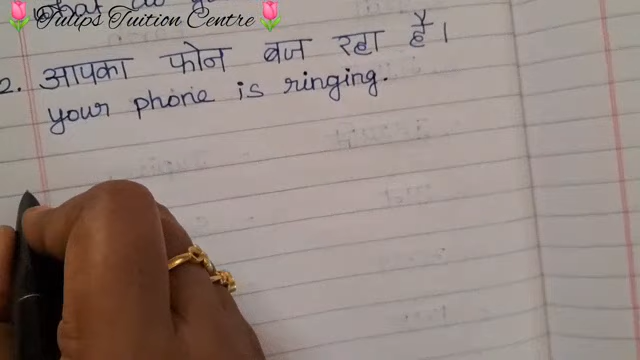 Tulips Tuition Centre
2. आपका फोन बज रहा है।
your phone is ringing.